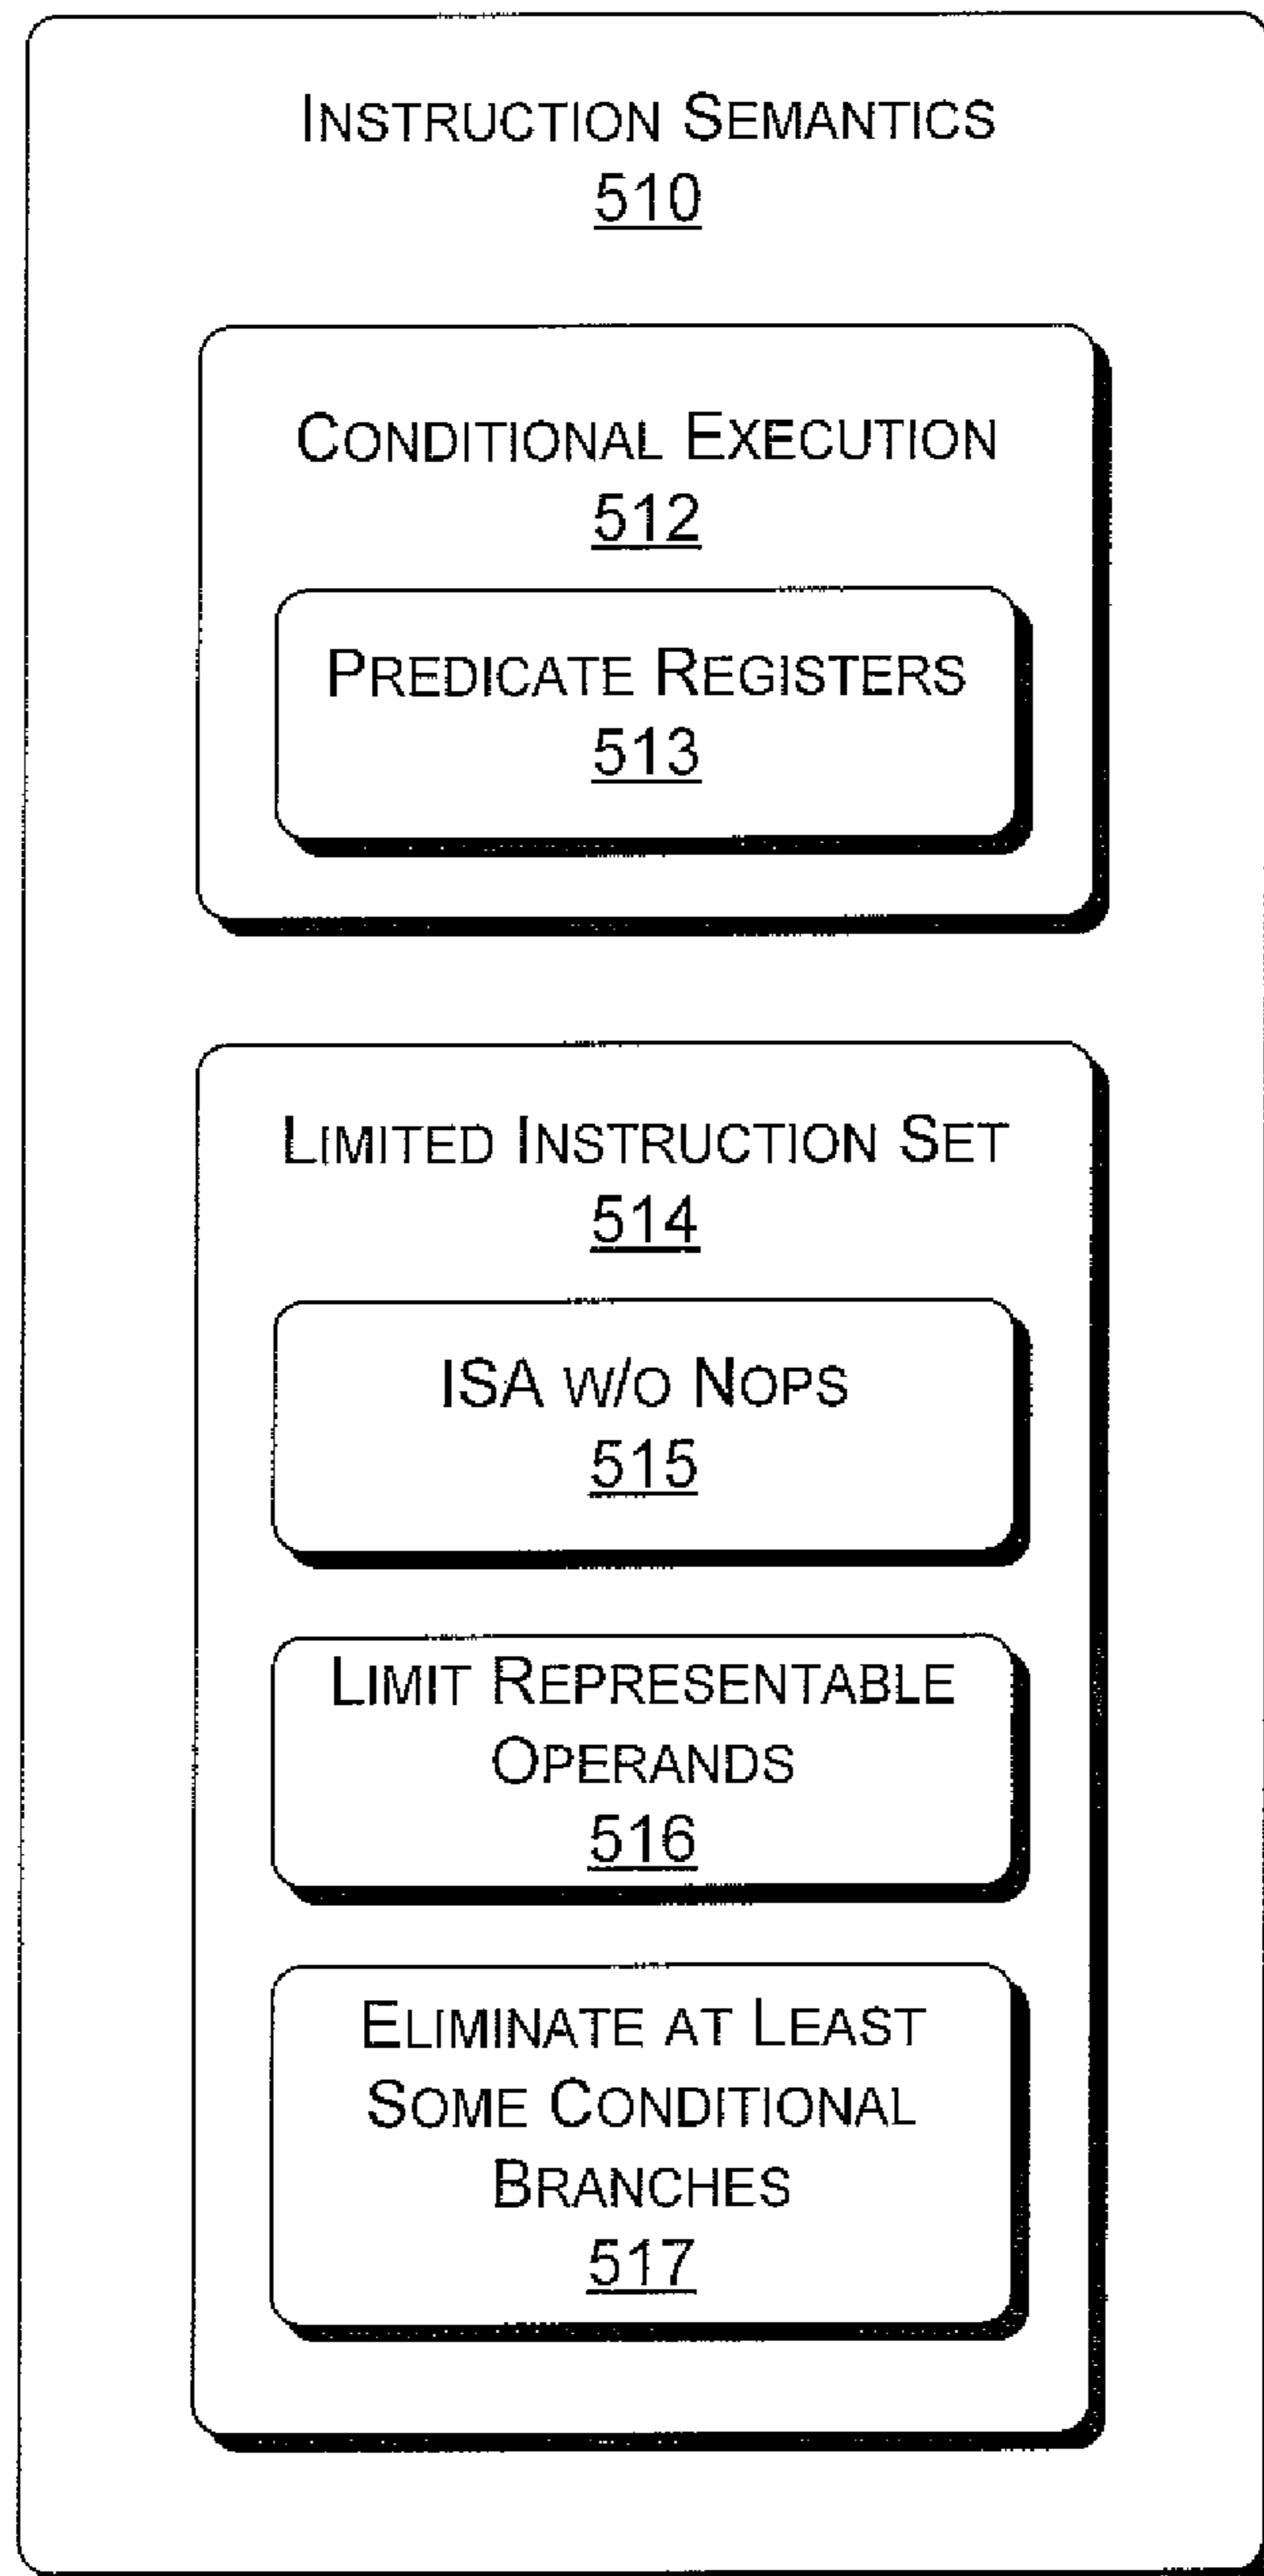 INSTRUCTION SEMANTICS
510
CONDITIONAL EXECUTION
512
PREDICATE REGISTERS
513
LIMITED INSTRUCTION SET
514
ISA W/O NOPS
515
LIMIT REPRESENTABLE
OPERANDS
516
ELIMINATE AT LEAST
SOME CONDITIONAL
BRANCHES
517